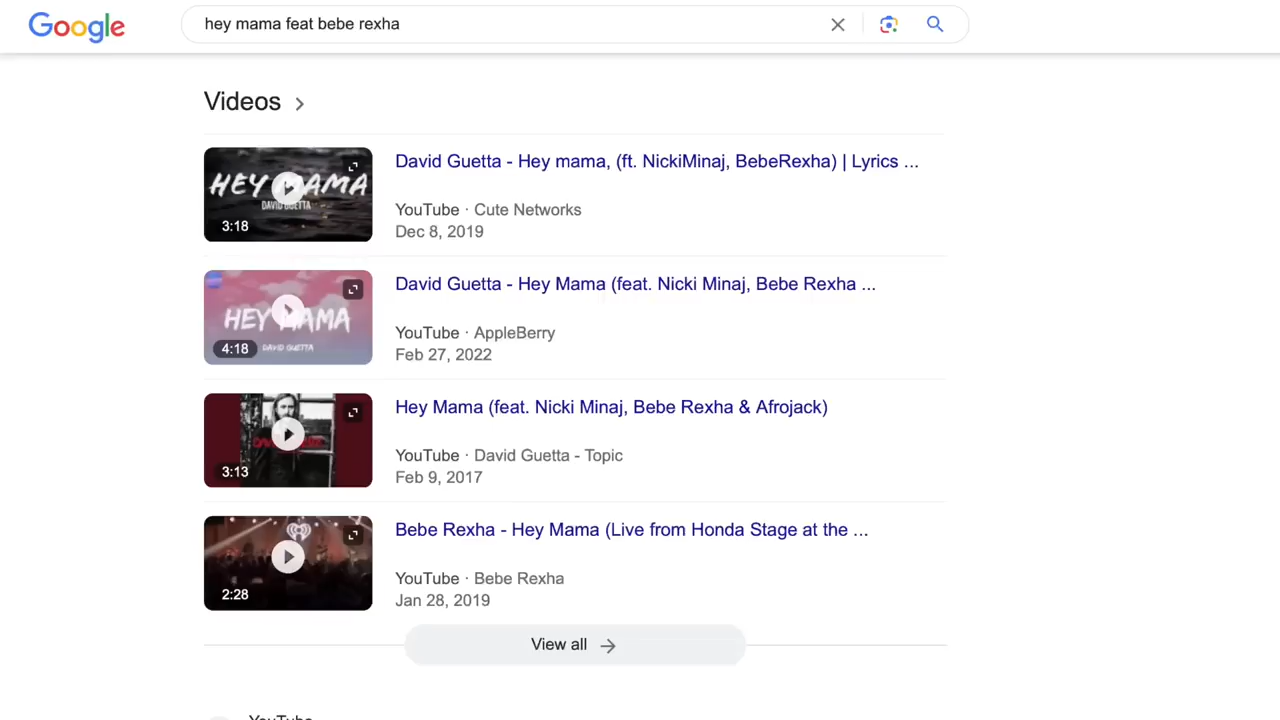 Google
hey mama feat bebe rexha
Videos
HEY MAMA
DAVID GUETTA
3:18
David Guetta - Hey mama, (ft. NickiMinaj, BebeRexha) | Lyrics ...
YouTube · Cute Networks
Dec 8, 2019
HEY MAMA
4:18
DAVID GUETTA
David Guetta - Hey Mama (feat. Nicki Minaj, Bebe Rexha ...
YouTube · AppleBerry
Feb 27, 2022
3:13
Hey Mama (feat. Nicki Minaj, Bebe Rexha & Afrojack)
YouTube · David Guetta - Topic
Feb 9, 2017
2:28
Bebe Rexha - Hey Mama (Live from Honda Stage at the ...
YouTube · Bebe Rexha
Jan 28, 2019
View all
YouTube